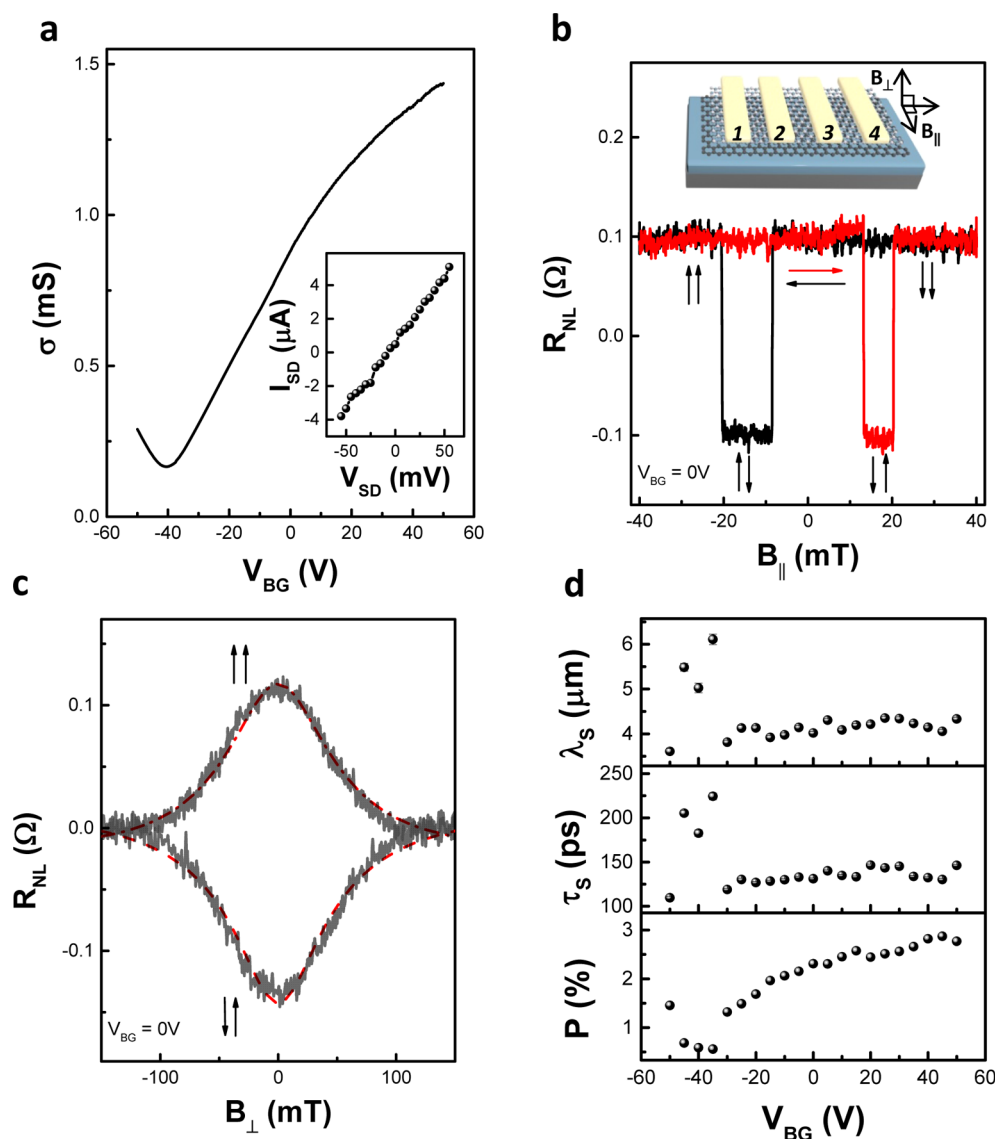 a
1.5
1.0
0.5
0.0
σ (mS)
-60 -40 -20 0 20 40 60
V_BG (V)
4
2
0
-2
-4
I_SD (μA)
-50 0 50
V_SD (mV)
b
0.2
0.1
0.0
-0.1
R_NL (Ω)
1 2 3 4
B_⊥
B_||
V_BG = 0V
-40 -20 0 20 40
B_|| (mT)
c
0.1
0.0
-0.1
R_NL (Ω)
V_BG = 0V
-100 0 100
B_⊥ (mT)
d
6
5
4
λ_S (μm)
250
200
150
100
τ_S (ps)
3
2
1
P (%)
-60 -40 -20 0 20 40 60
V_BG (V)